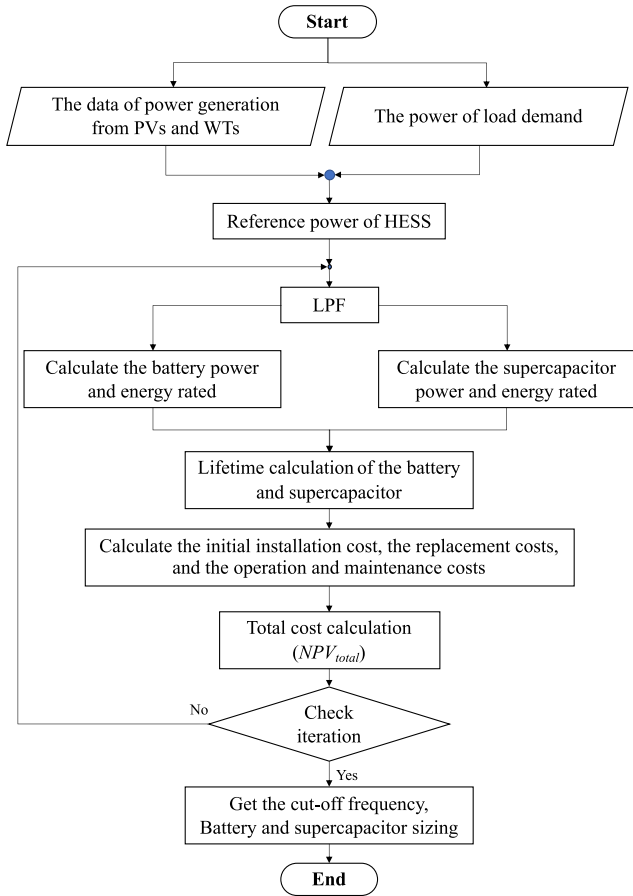 Start
The data of power generation
from PVs and WTs
The power of load demand
Reference power of HESS
LPF
Calculate the battery power
and energy rated
Calculate the supercapacitor
power and energy rated
Lifetime calculation of the battery
and supercapacitor
Calculate the initial installation cost, the replacement costs,
and the operation and maintenance costs
Total cost calculation
(NPVtotal)
No
Check
iteration
Yes
Get the cut-off frequency,
Battery and supercapacitor sizing
End